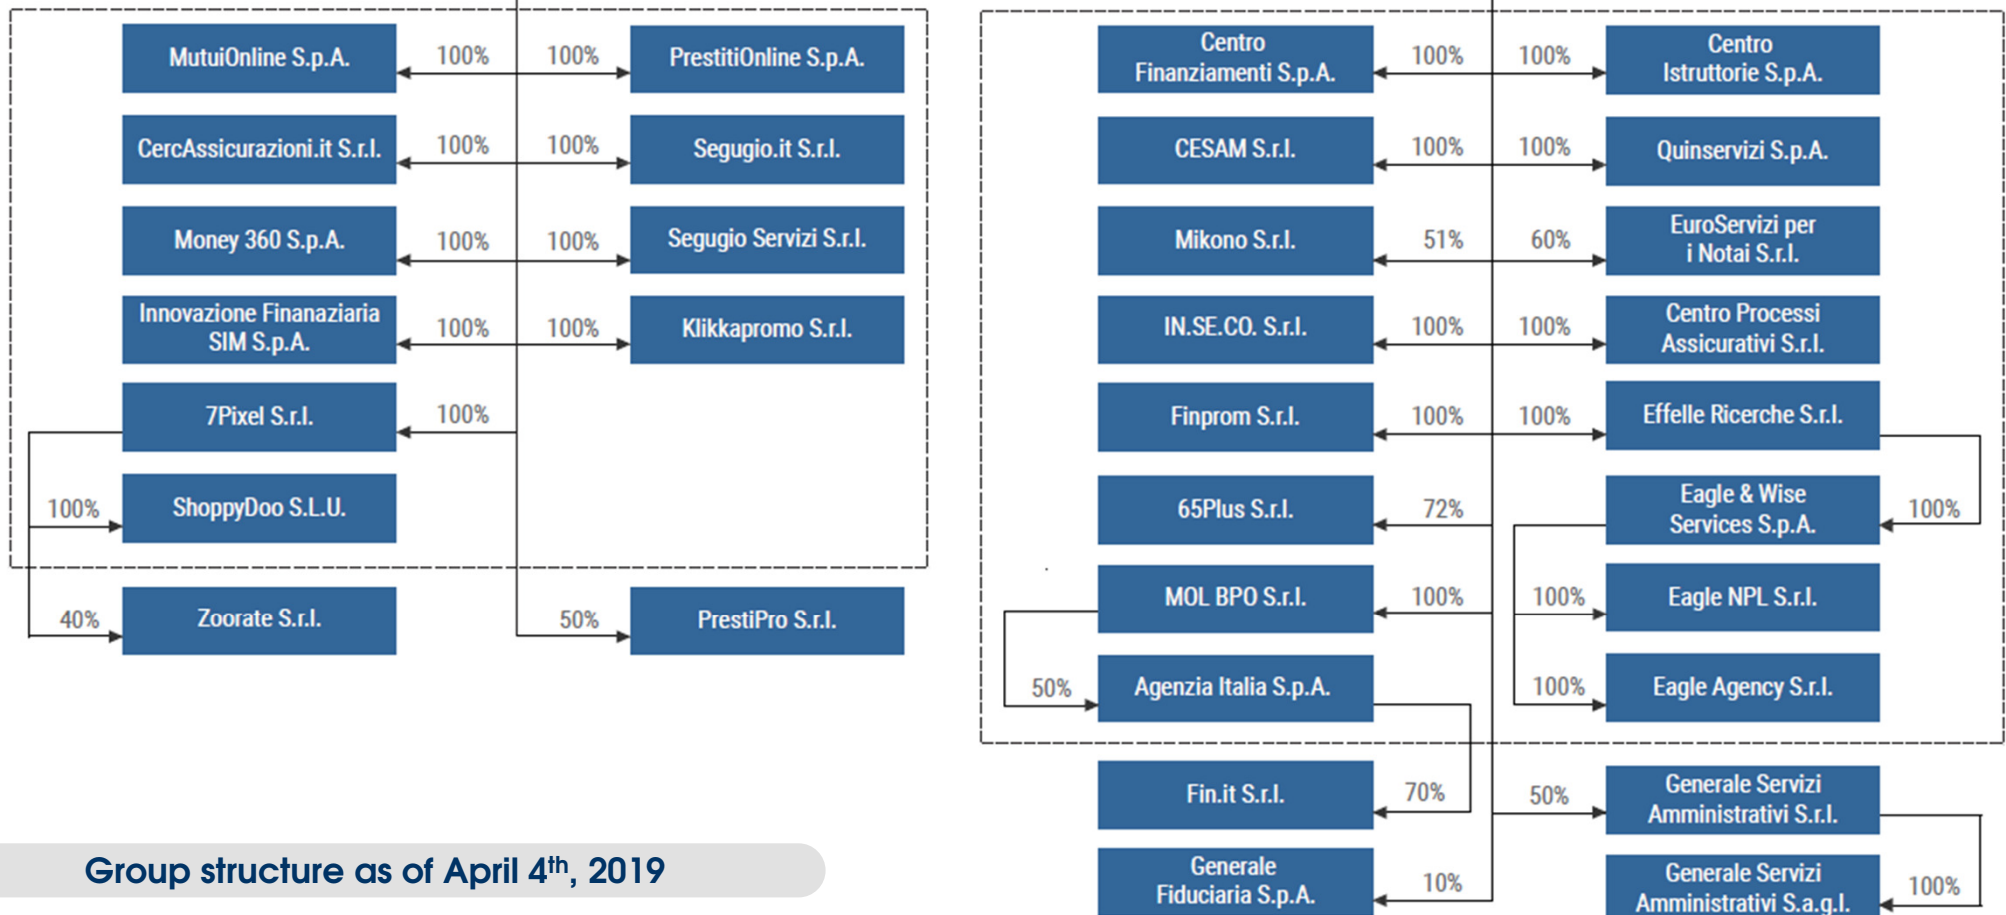 MutuiOnline S.p.A.
100%
100%
PrestitiOnline S.p.A.
CercAssicurazioni.it S.r.l.
100%
100%
Segugio.it S.r.l.
Money 360 S.p.A.
100%
100%
Segugio Servizi S.r.l.
Innovazione Finanaziaria
SIM S.p.A.
100%
100%
Klikkapromo S.r.l.
7Pixel S.r.l.
100%
100%
ShoppyDoo S.L.U.
40%
Zoorate S.r.l.
50%
PrestiPro S.r.l.
Centro
Finanziamenti S.p.A.
100%
100%
Centro
Istruttorie S.p.A.
CESAM S.r.l.
100%
100%
Quinservizi S.p.A.
Mikono S.r.l.
51%
60%
EuroServizi per
i Notai S.r.l.
IN.SE.CO. S.r.l.
100%
100%
Centro Processi
Assicurativi S.r.l.
Finprom S.r.l.
100%
100%
Effelle Ricerche S.r.l.
65Plus S.r.l.
72%
Eagle & Wise
Services S.p.A.
100%
MOL BPO S.r.l.
100%
100%
Eagle NPL S.r.l.
50%
Agenzia Italia S.p.A.
100%
Eagle Agency S.r.l.
Fin.it S.r.l.
70%
50%
Generale Servizi
Amministrativi S.r.l.
Generale
Fiduciaria S.p.A.
10%
Generale Servizi
Amministrativi S.a.g.l.
100%
Group structure as of April 4th, 2019